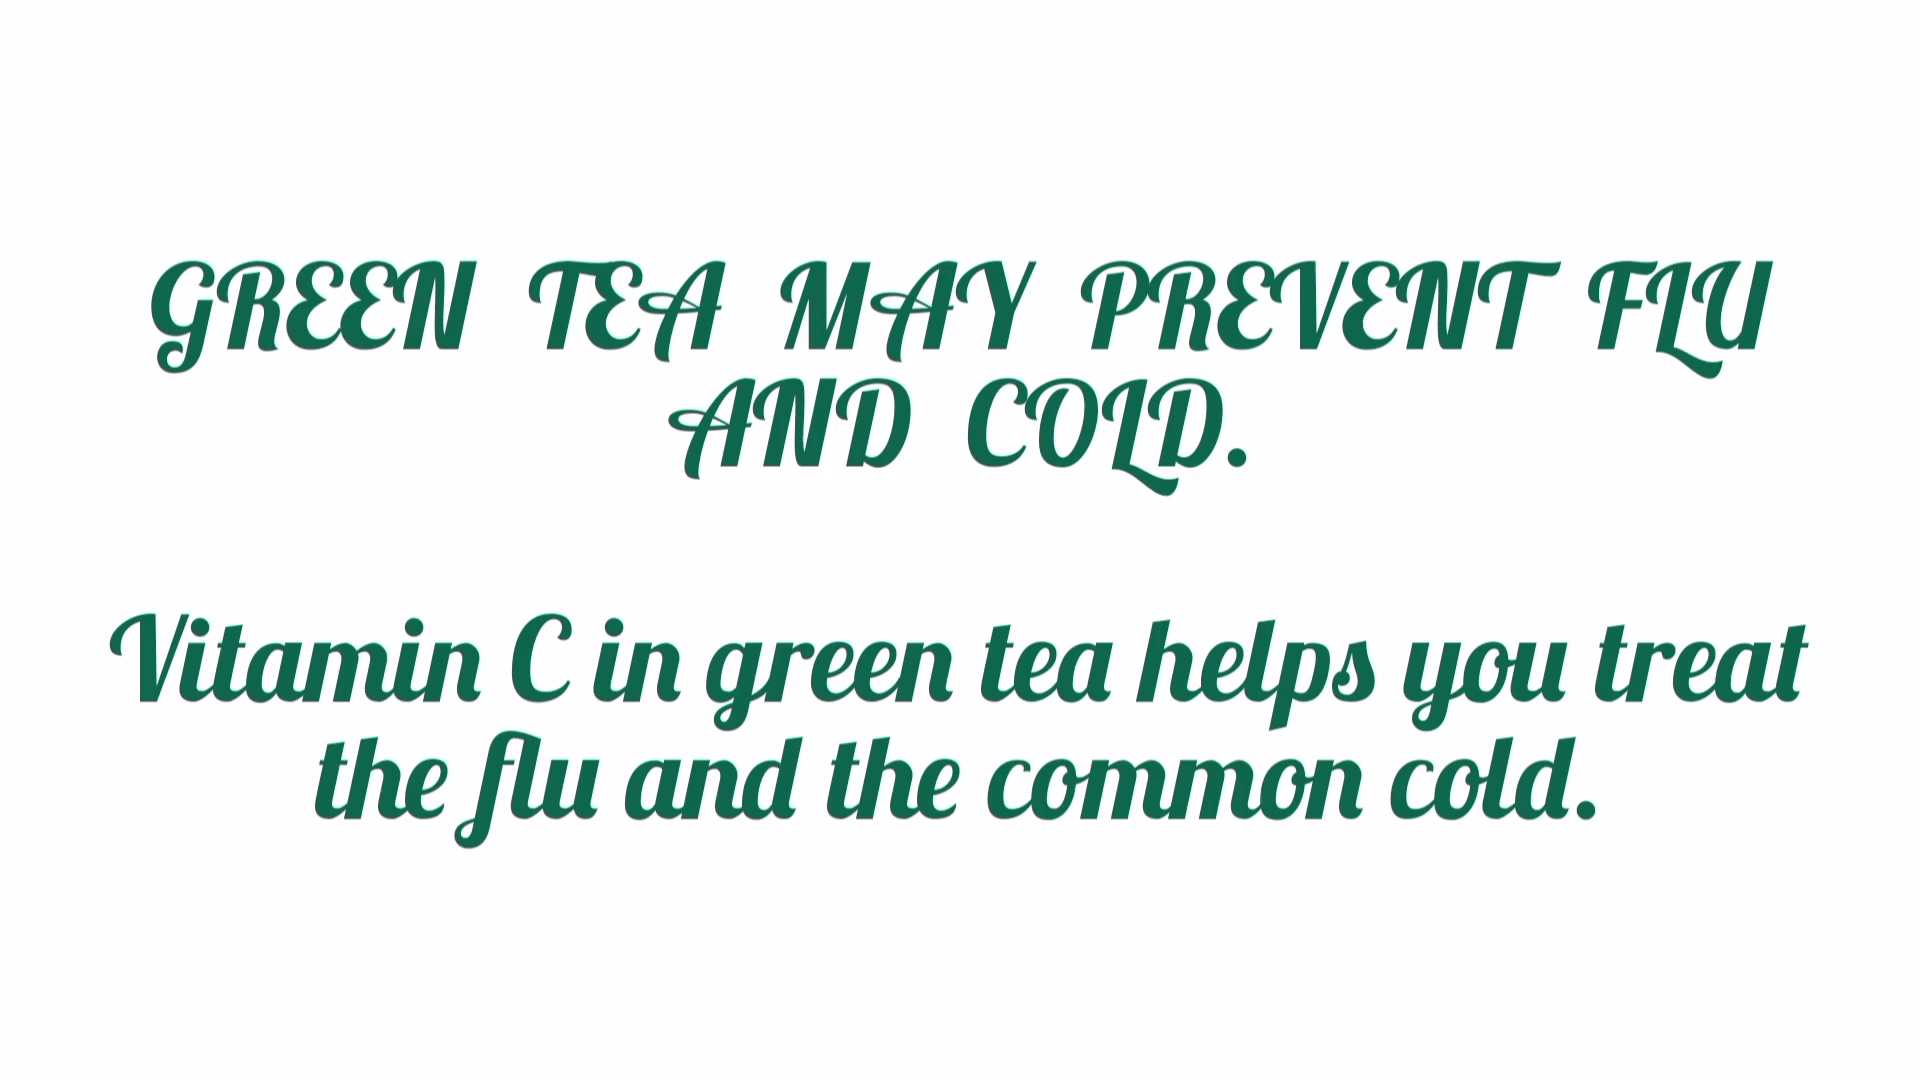 GREEN TEA MAY PREVENT FLU
AND COLD.
Vitamin C in green tea helps you treat
the flu and the common cold.